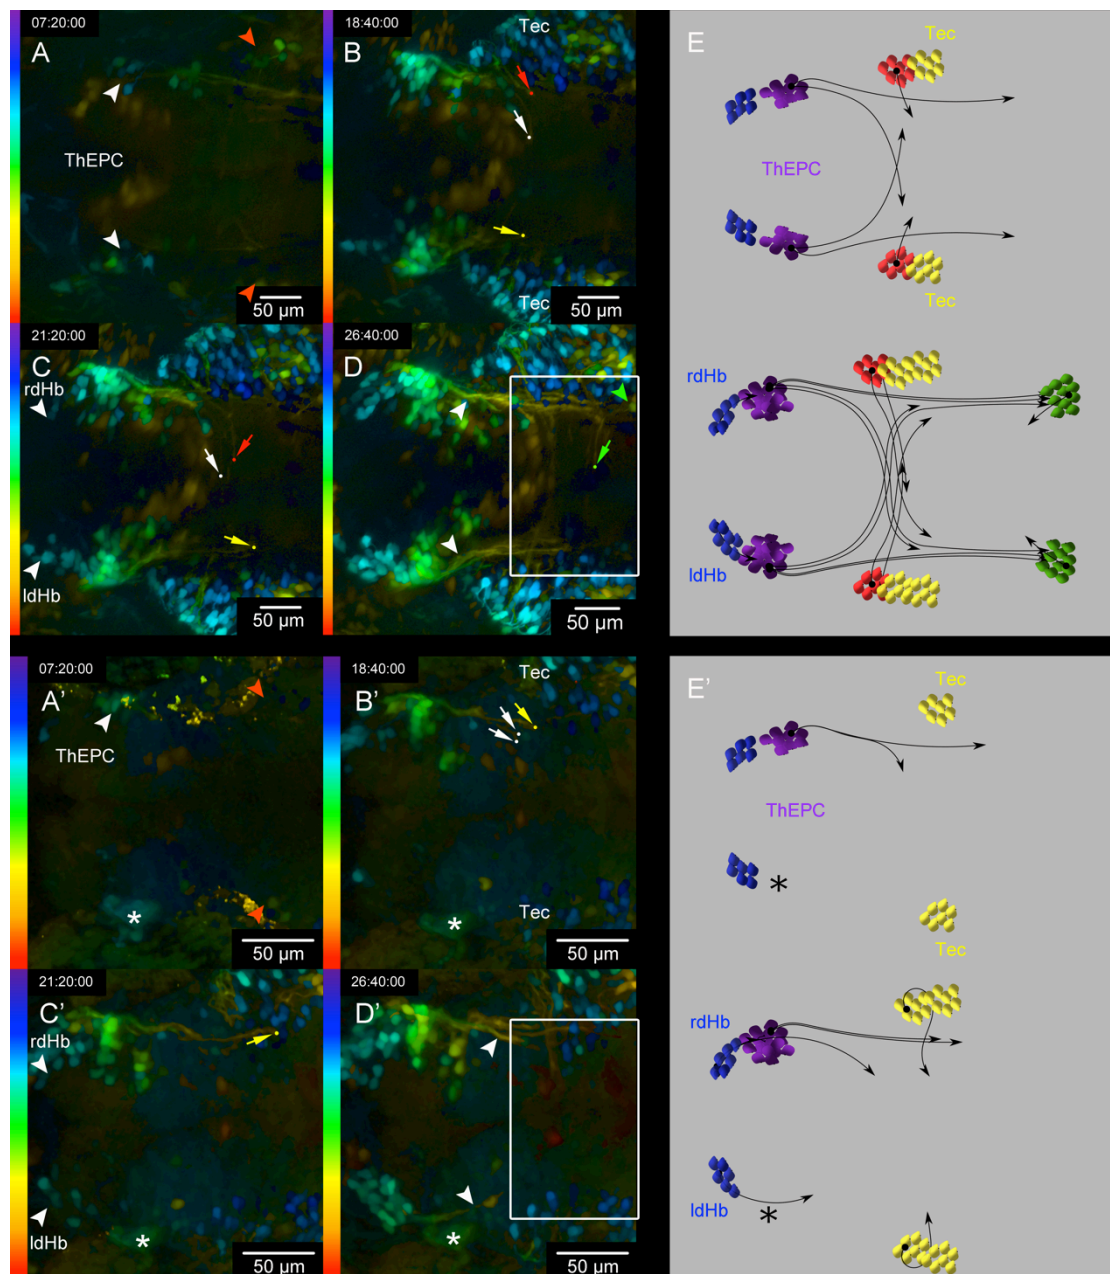 07:20:00
A
ThEPC
50 µm
18:40:00
Tec
B
Tec
50 µm
21:20:00
C
rdHb
ldHb
50 µm
26:40:00
D
50 µm
E
Tec
ThEPC
Tec
rdHb
ldHb
07:20:00
A'
ThEPC
*
50 µm
18:40:00
Tec
B'
*
Tec
50 µm
21:20:00
C'
rdHb
ldHb
*
50 µm
26:40:00
D'
*
50 µm
E'
Tec
ThEPC
*
Tec
rdHb
ldHb
*